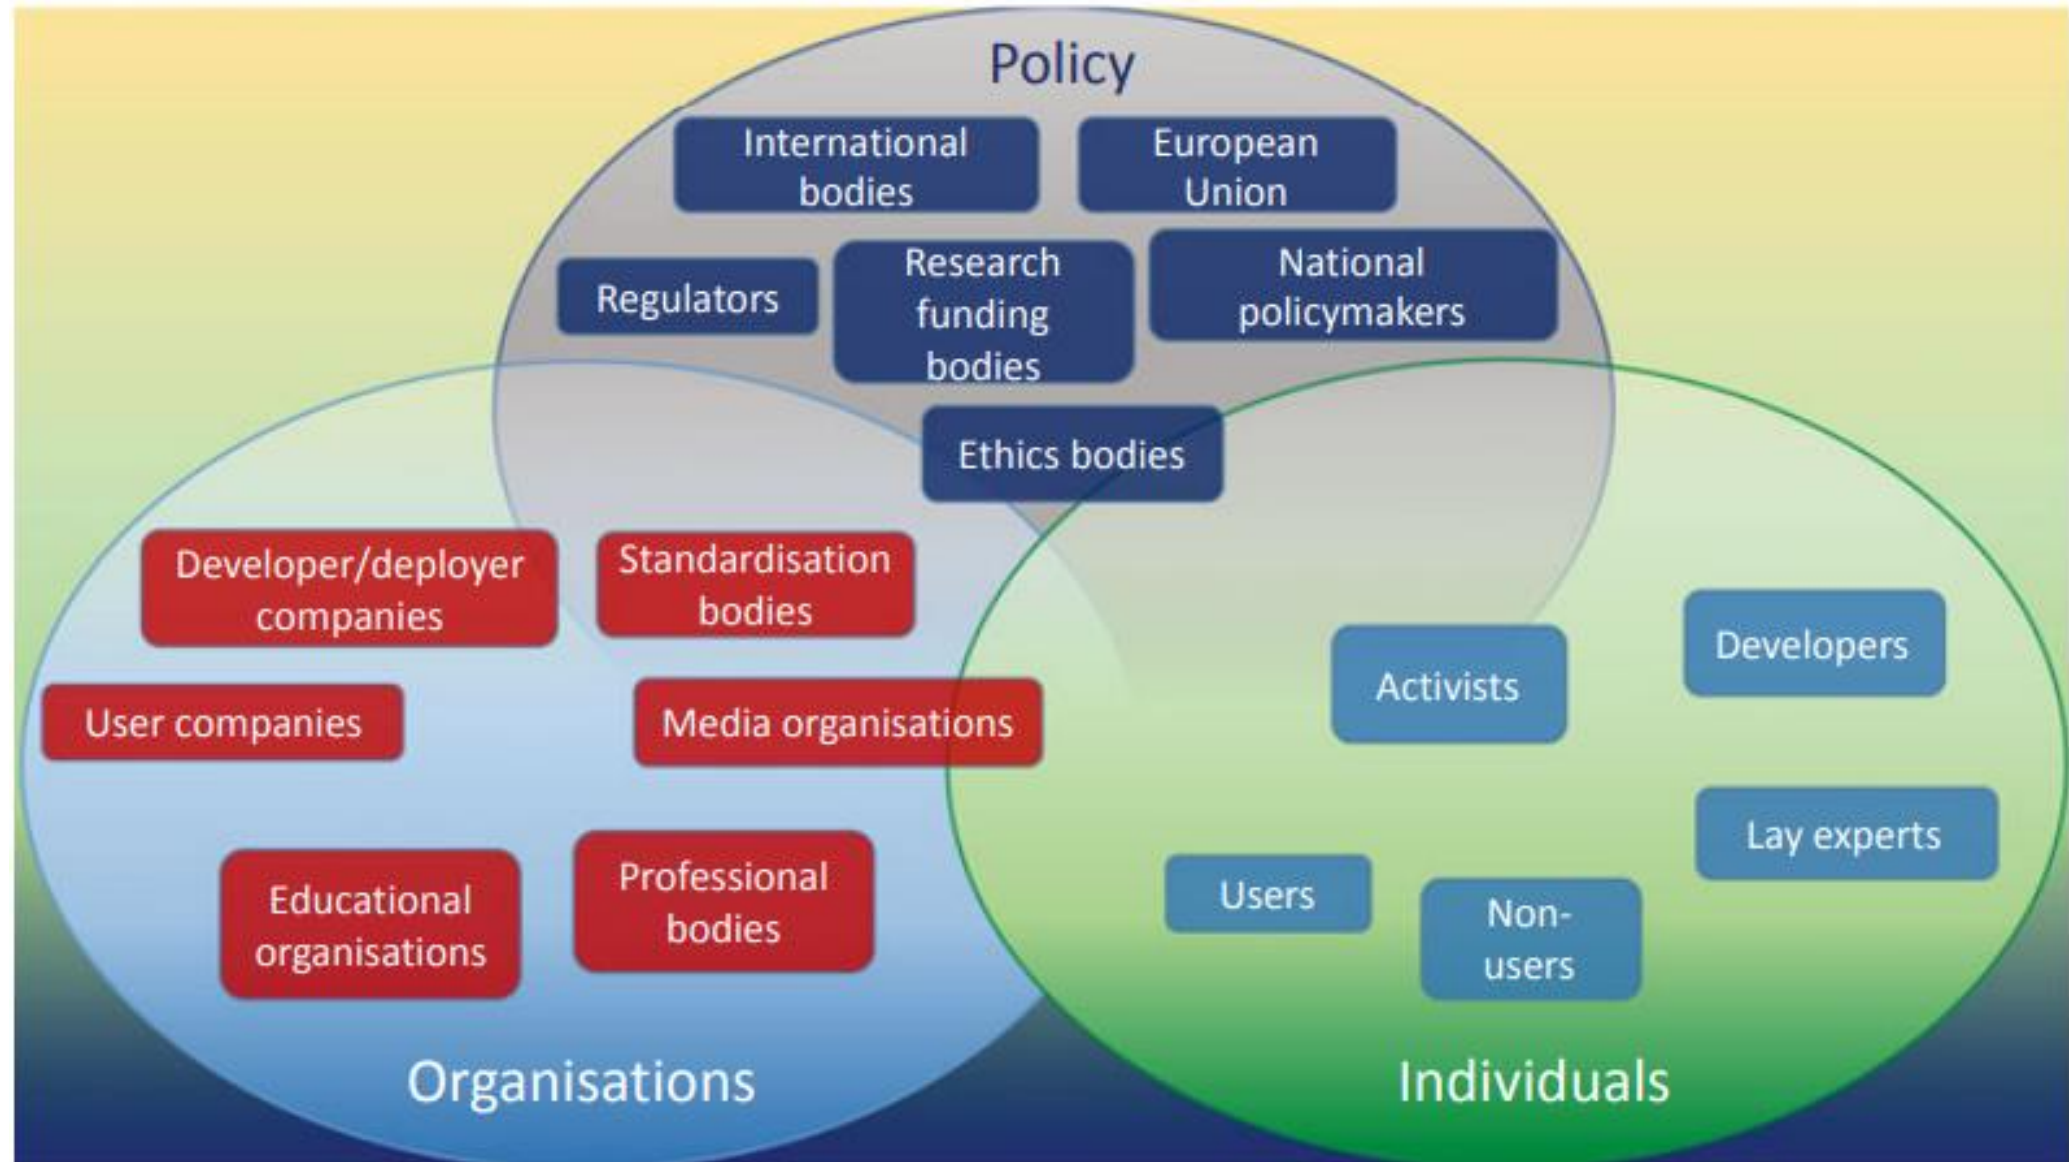 Policy
International
bodies
European
Union
Regulators
Research
funding
bodies
National
policymakers
Ethics bodies
Developer/deployer
companies
Standardisation
bodies
User companies
Media organisations
Educational
organisations
Professional
bodies
Organisations
Activists
Developers
Lay experts
Users
Non-
users
Individuals